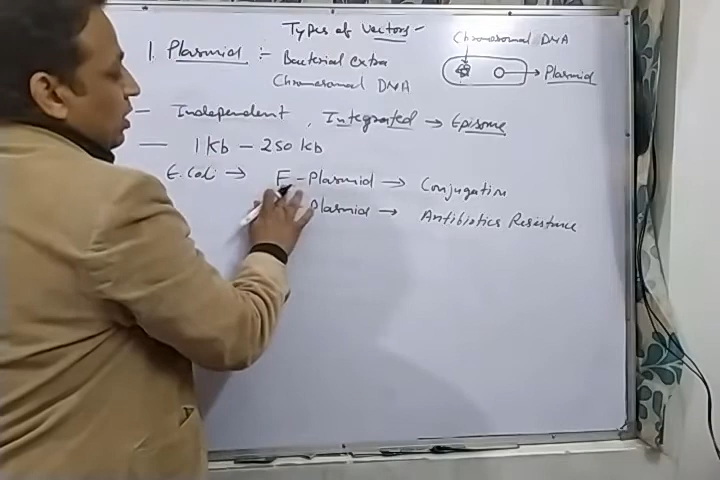 Types of vectors -
1. Plasmid :- Bacterial extra
Chromosomal DNA
Chromosomal DNA
Plasmid
- Independent, Integrated → Episome
- 1 Kb - 250 kb
E. Coli → F - Plasmid → Conjugation
Plasmid → Antibiotics Resistance